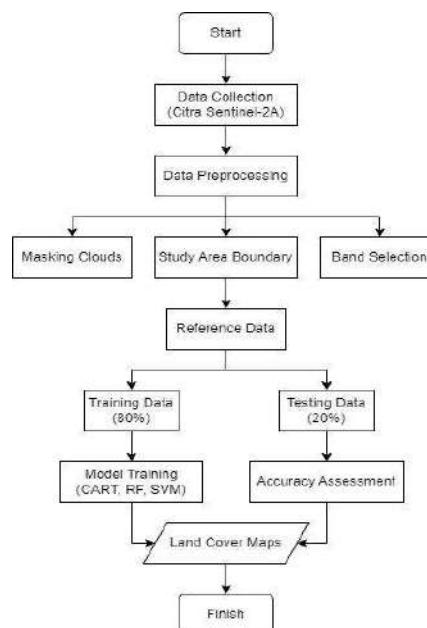 Start
Data Collection
(Citra Sentinel-2A)
Data Preprocessing
Masking Clouds
Study Area Boundary
Band Selection
Reference Data
Training Data
(80%)
Testing Data
(20%)
Model Training
(CART, RF, SVM)
Accuracy Assessment
Land Cover Maps
Finish